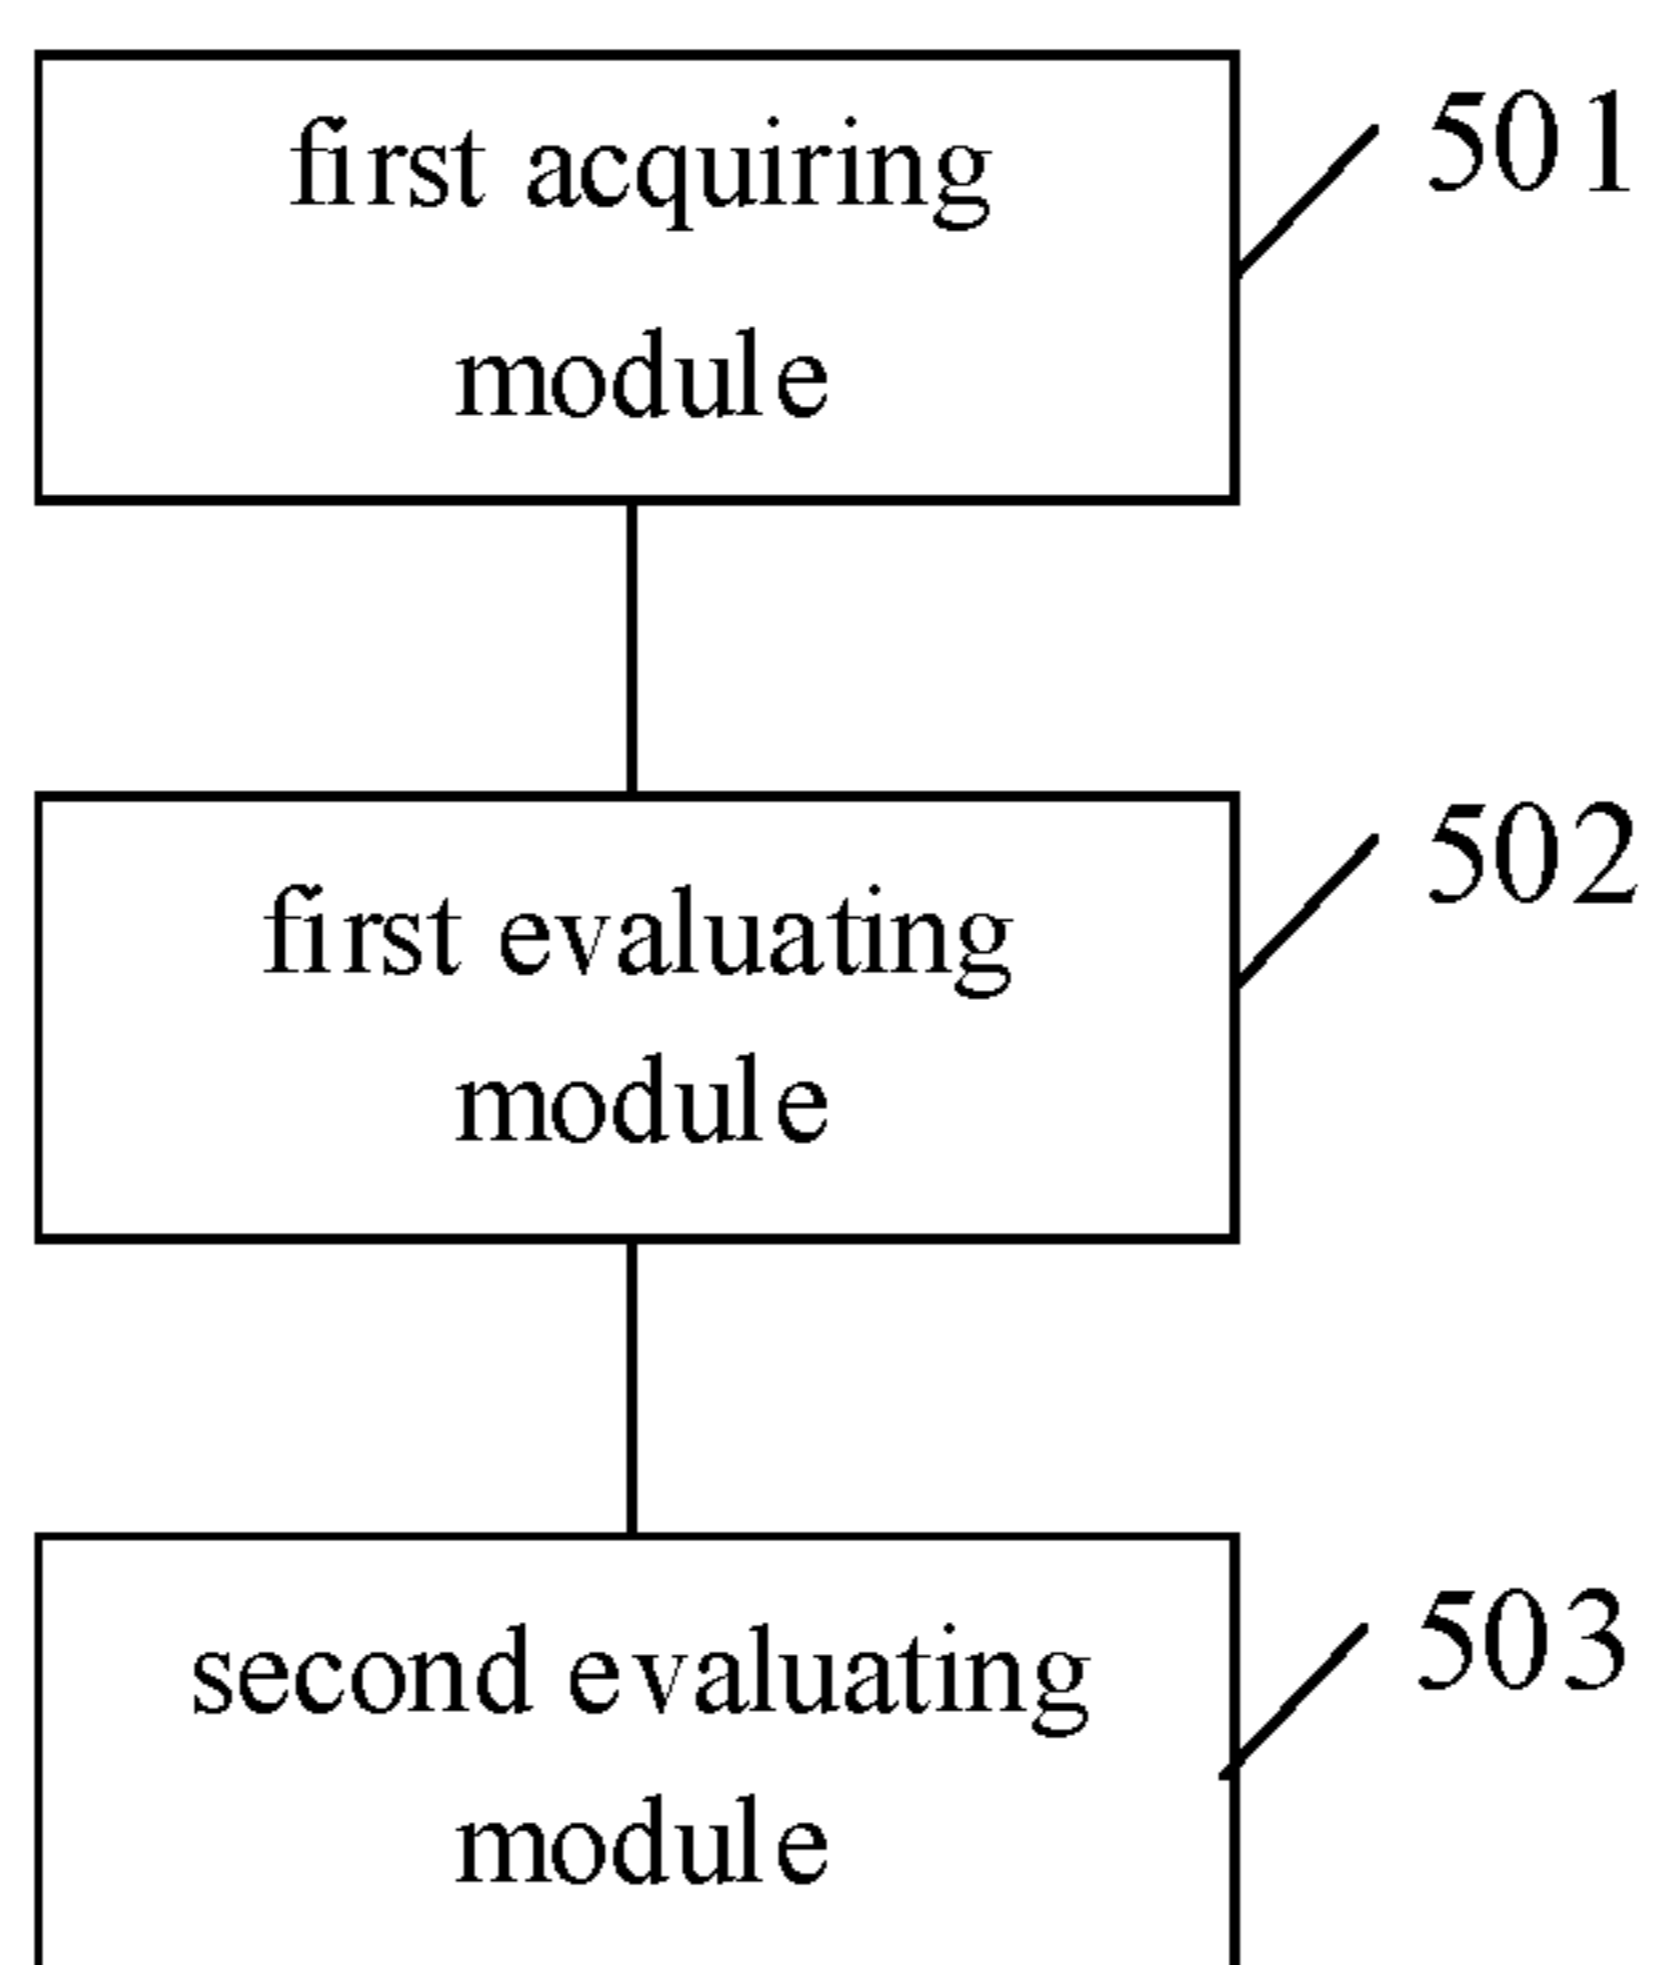 first acquiring
module
501
first evaluating
module
502
second evaluating
module
503